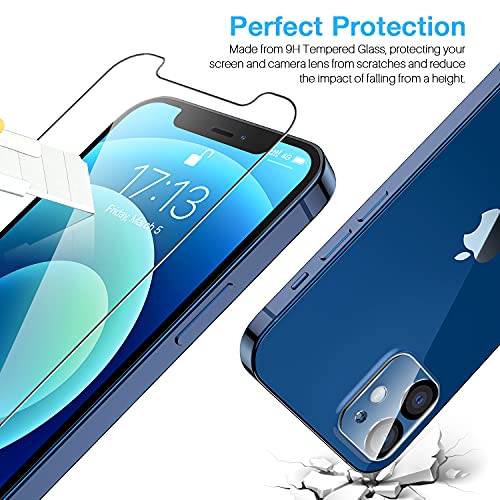 Perfect Protection
Made from 9H Tempered Glass, protecting your
screen and camera lens from scratches and reduce
the impact of falling from a height.
4G
17:13
Friday, March 5